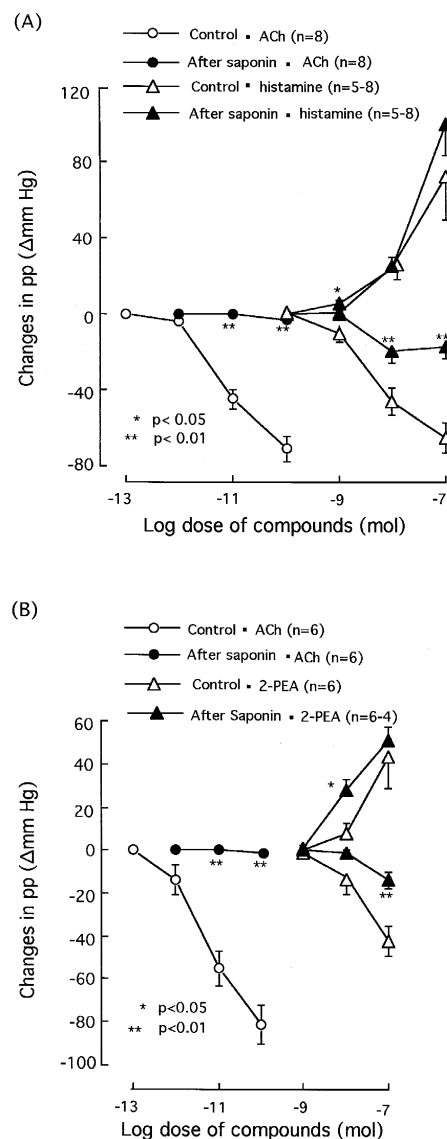 (A)
Control ▪ ACh (n=8)
After saponin ▪ ACh (n=8)
Control ▪ histamine (n=5-8)
After saponin ▪ histamine (n=5-8)
120
80
40
0
-40
-80
Changes in pp (Δmm Hg)
*
**
**
**
**
* p< 0.05
** p< 0.01
-13
-11
-9
-7
Log dose of compounds (mol)
(B)
Control ▪ ACh (n=6)
After saponin ▪ ACh (n=6)
Control ▪ 2-PEA (n=6)
After Saponin ▪ 2-PEA (n=6-4)
60
40
20
0
-20
-40
-60
-80
-100
Changes in pp (Δmm Hg)
*
**
**
**
* p<0.05
** p<0.01
-13
-11
-9
-7
Log dose of compounds (mol)